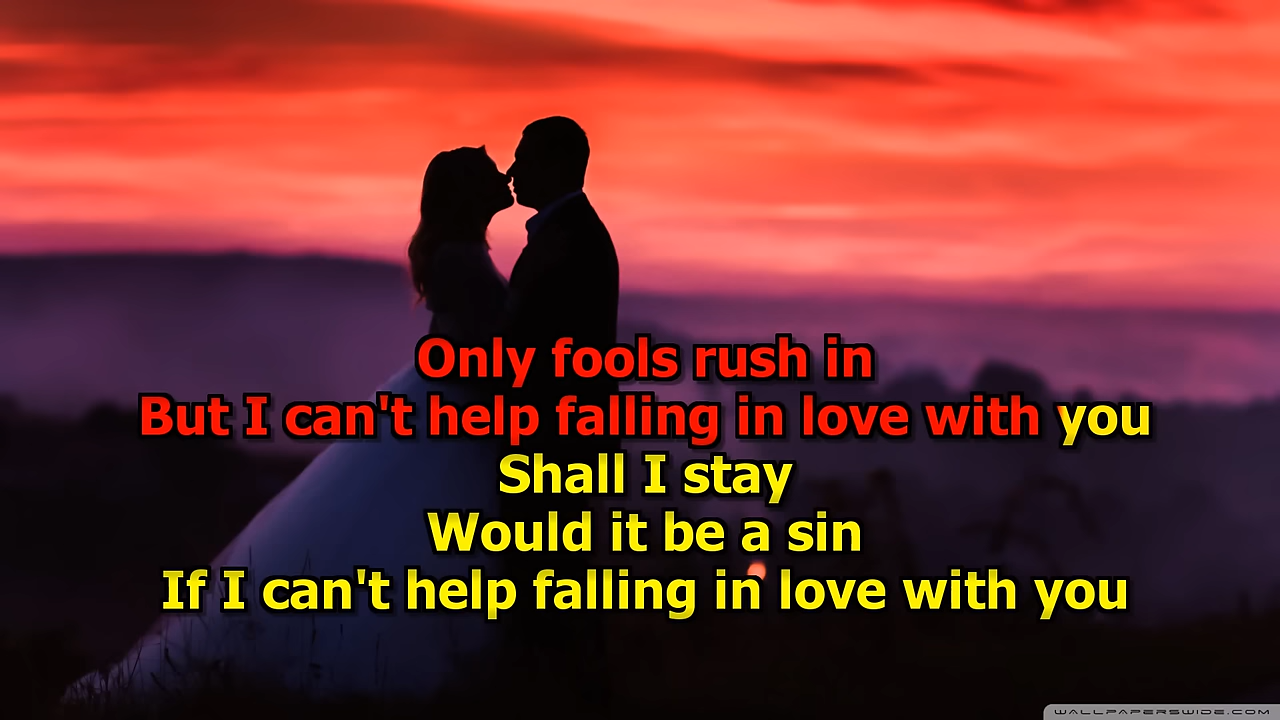 Only fools rush in
But I can't help falling in love with you
Shall I stay
Would it be a sin
If I can't help falling in love with you
WALLPAPERSWIDE.COM